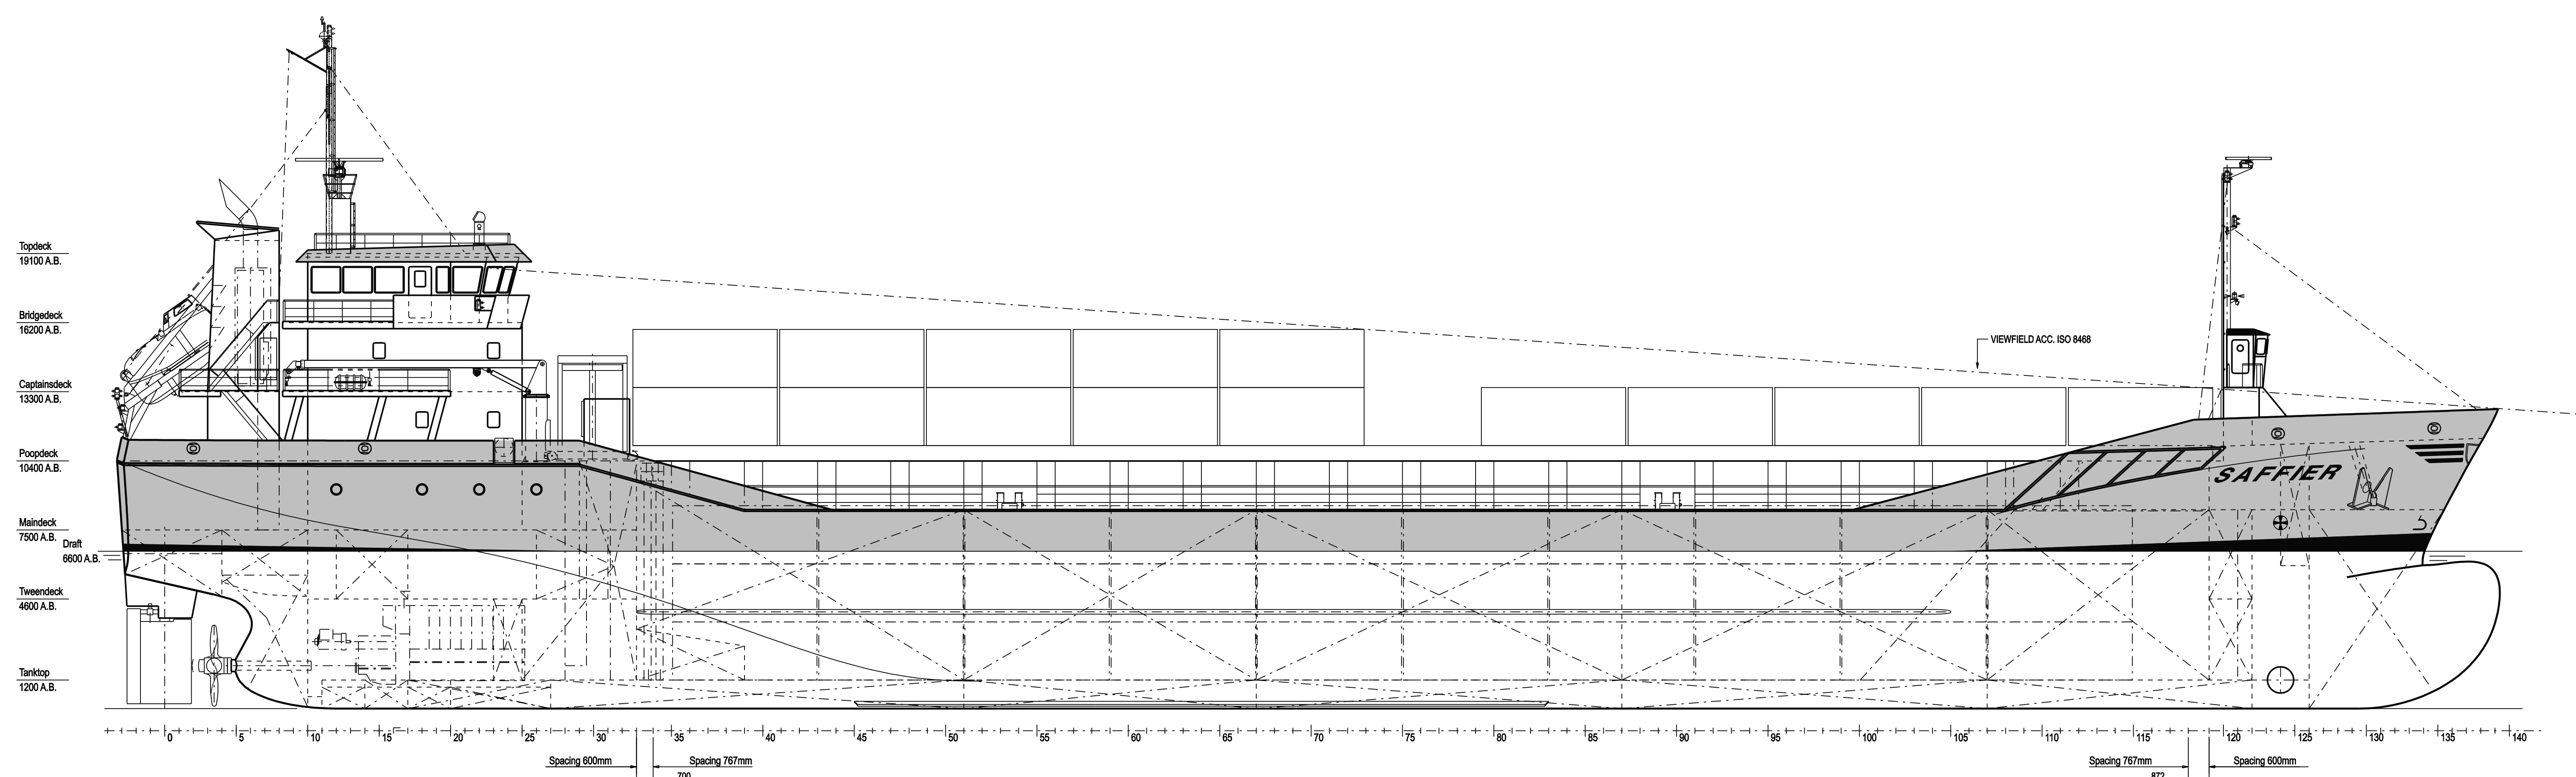 Topdeck
19100 A.B.
Bridgedeck
16200 A.B.
VIEWFIELD ACC. ISO 8468
Captainsdeck
13300 A.B.
Poopdeck
10400 A.B.
SAFFIER
Maindeck
7500 A.B.
Draft
6600 A.B.
Tweendeck
4600 A.B.
Tanktop
1200 A.B.
0 5 10 15 20 25 30 35 40 45 50 55 60 65 70 75 80 85 90 95 100 105 110 115 120 125 130 135 140
Spacing 600mm Spacing 767mm Spacing 767mm Spacing 600mm
700 872